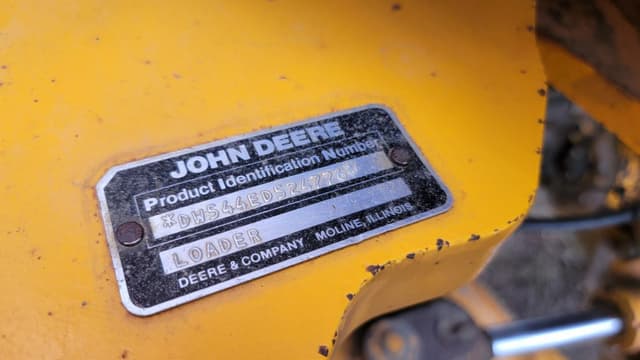 JOHN DEERE
Product Identification Number
LOADER
DEERE & COMPANY MOLINE, ILLINOIS